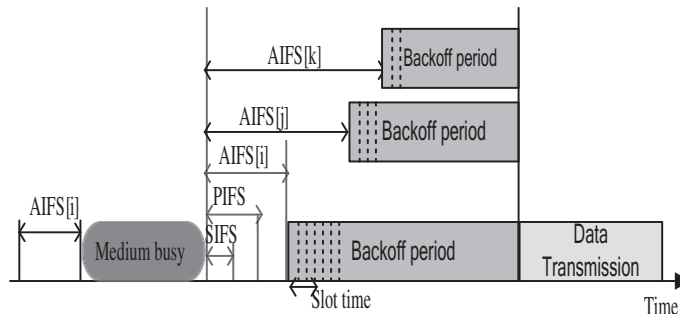 AIFS[k]
Backoff period
AIFS[j]
Backoff period
AIFS[i]
PIFS
AIFS[i]
SIFS
Medium busy
Backoff period
Data
Transmission
Slot time
Time